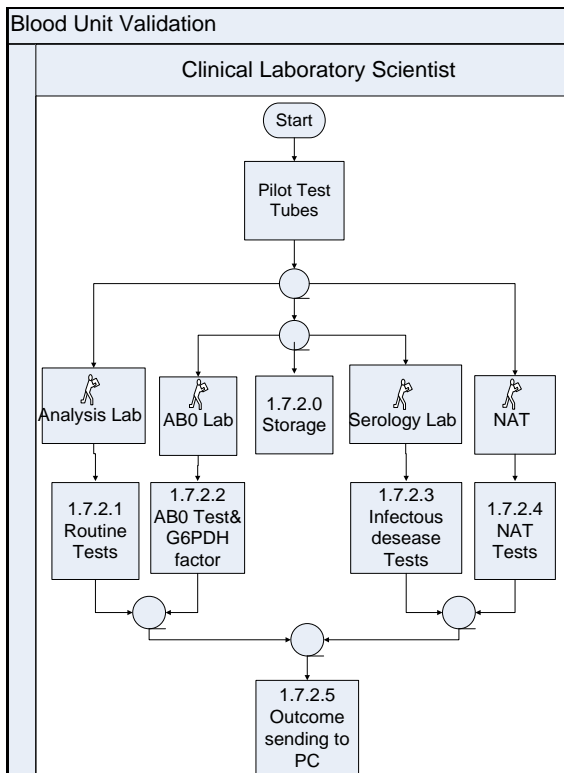 Blood Unit Validation
Clinical Laboratory Scientist
Start
Pilot Test
Tubes
Analysis Lab
AB0 Lab
1.7.2.0
Storage
Serology Lab
NAT
1.7.2.1
Routine
Tests
1.7.2.2
AB0 Test&
G6PDH
factor
1.7.2.3
Infectous
desease
Tests
1.7.2.4
NAT
Tests
1.7.2.5
Outcome
sending to
PC